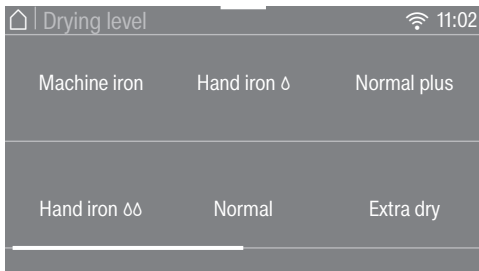 Drying level 11:02
Machine iron Hand iron Normal plus
Hand iron Normal Extra dry